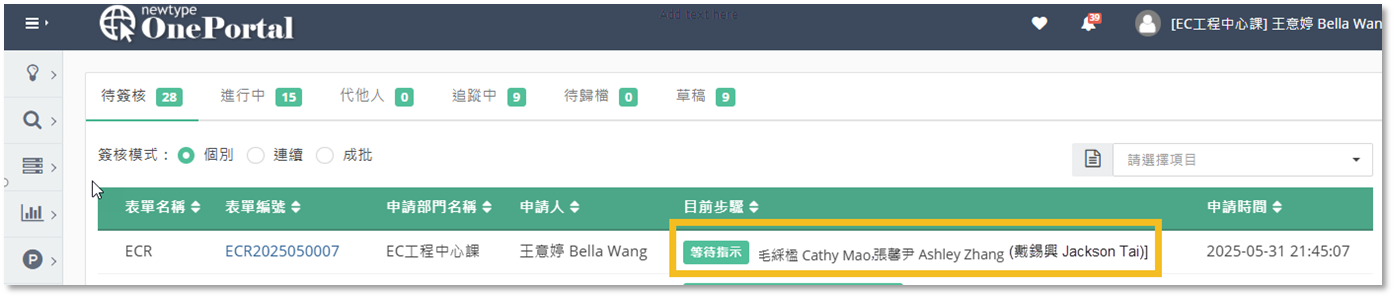 newtype
OnePortal
Add text here
39
[EC工程中心課] 王意婷 Bella Wan
待簽核 28 進行中 15 代他人 0 追蹤中 9 待歸檔 0 草稿 9
簽核模式： 個別 連續 成批
請選擇項目
表單名稱 表單編號 申請部門名稱 申請人 目前步驟 申請時間
ECR ECR2025050007 EC工程中心課 王意婷 Bella Wang 等待指示 毛綵楹 Cathy Mao,張馨尹 Ashley Zhang (戴錫興 Jackson Tai)] 2025-05-31 21:45:07
P